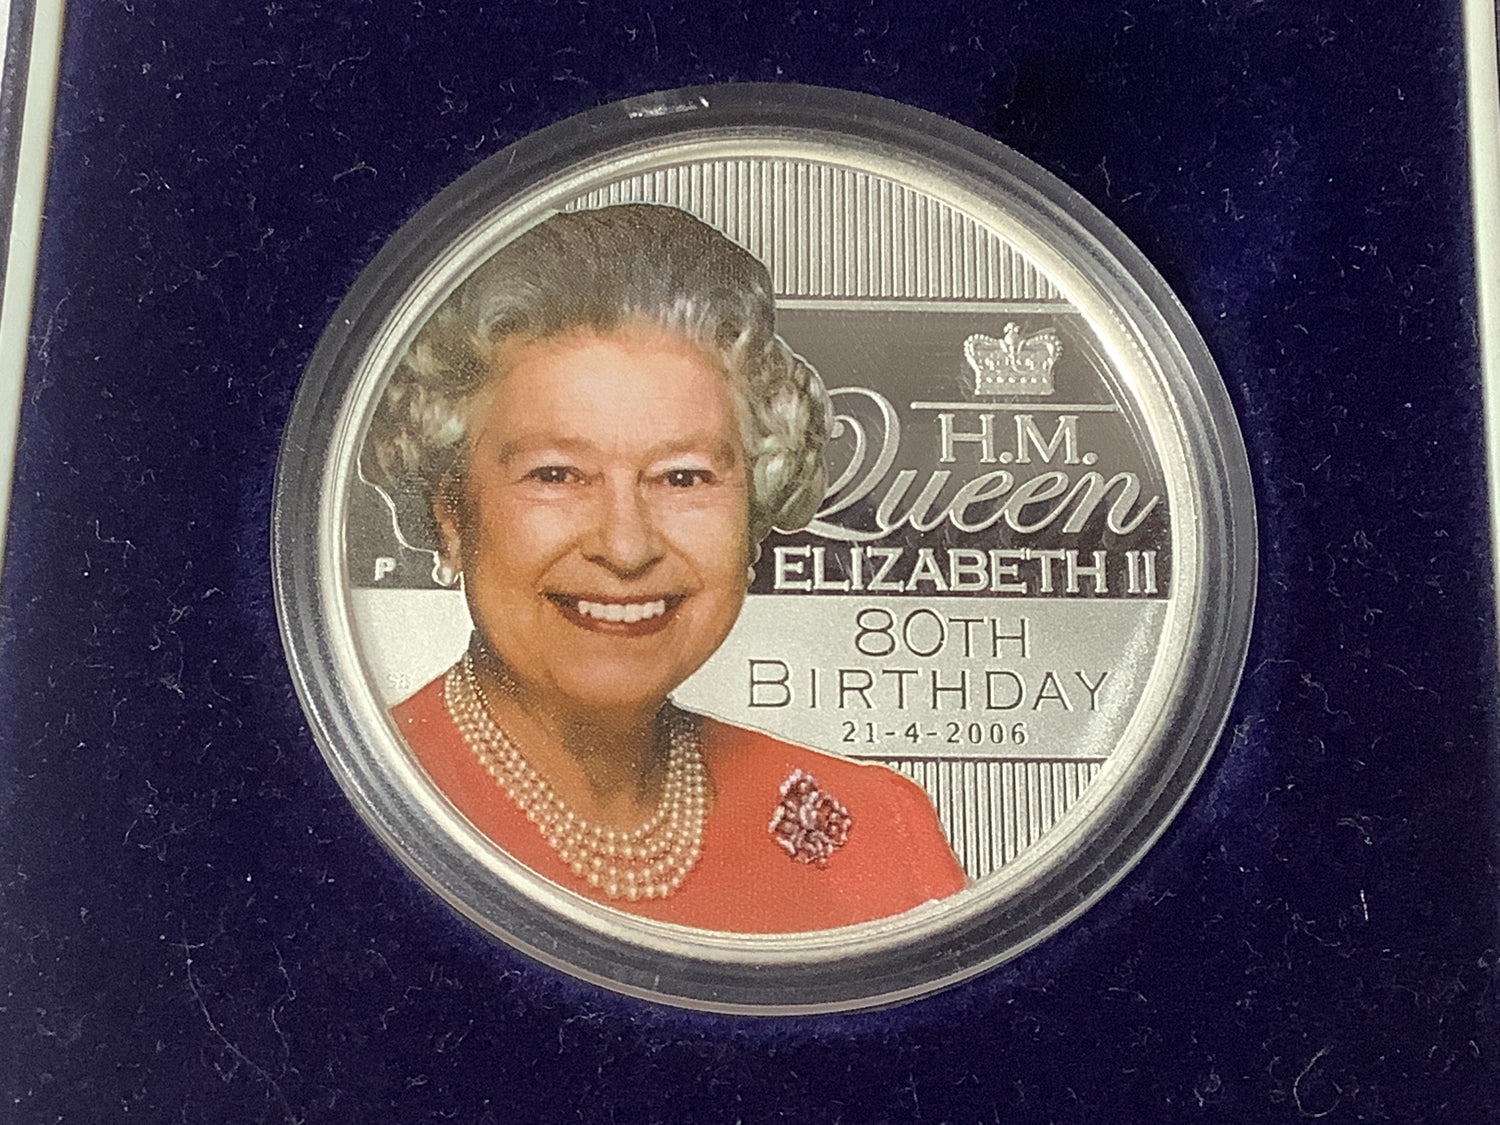 H.M.
Queen
ELIZABETH II
P
80TH
BIRTHDAY
21-4-2006